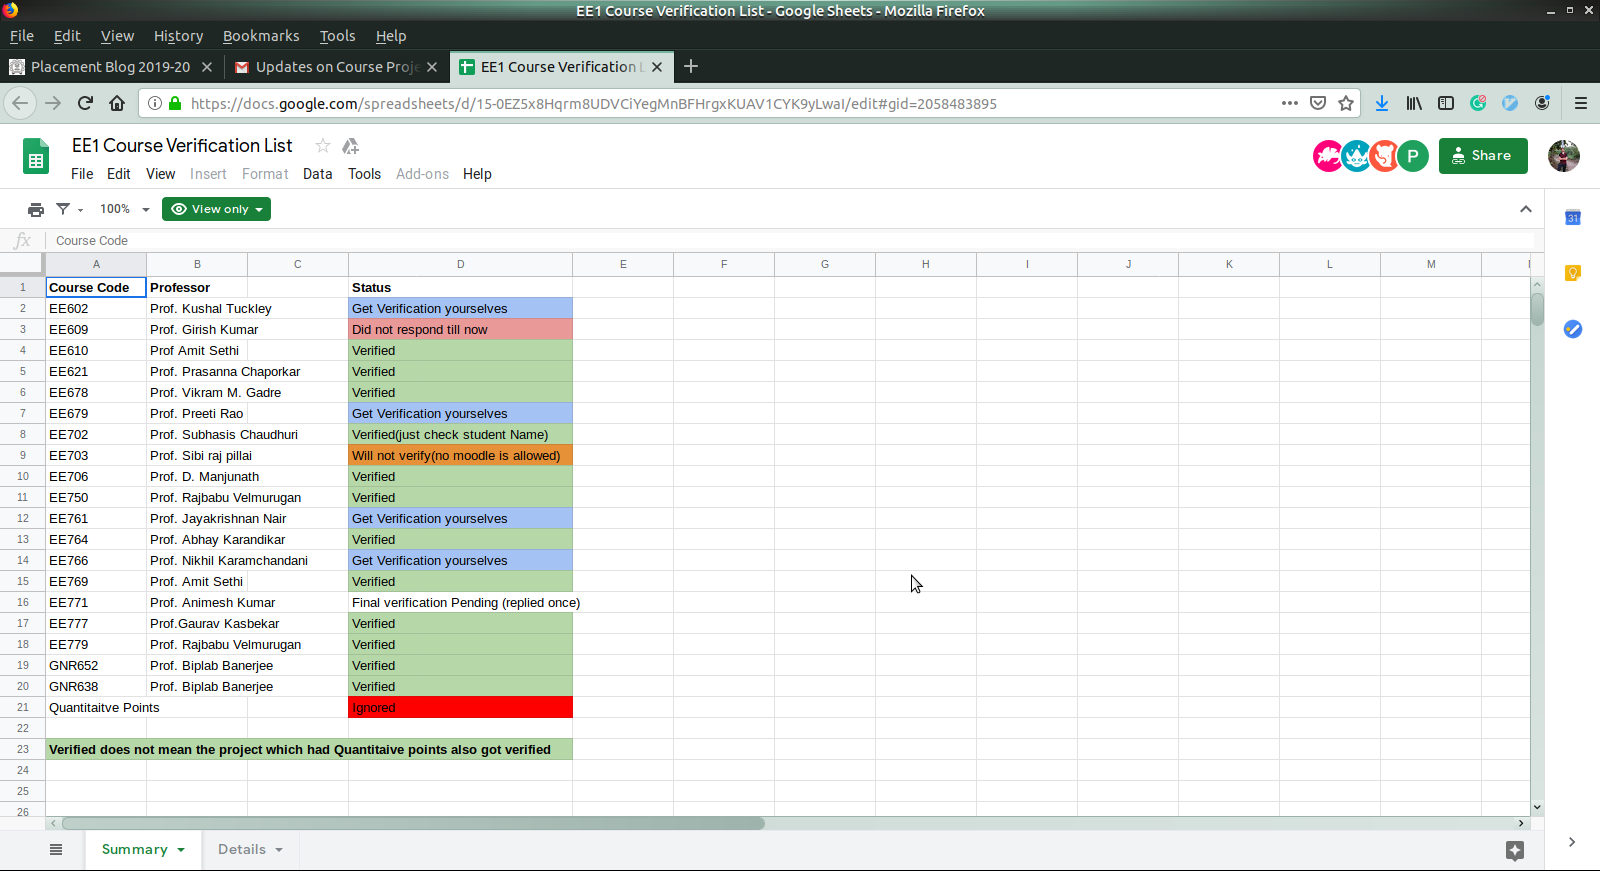 EE1 Course Verification List - Google Sheets - Mozilla Firefox
File Edit View History Bookmarks Tools Help
Placement Blog 2019-20 Updates on Course Proje EE1 Course Verification L
https://docs.google.com/spreadsheets/d/15-0EZ5x8Hqrm8UDVCiYegMnBFHrgxKUAV1CYK9yLwaI/edit#gid=2058483895
EE1 Course Verification List
P Share
File Edit View Insert Format Data Tools Add-ons Help
100% View only
31
fx Course Code
A B C D E F G H I J K L M
1 Course Code Professor Status
2 EE602 Prof. Kushal Tuckley Get Verification yourselves
3 EE609 Prof. Girish Kumar Did not respond till now
4 EE610 Prof Amit Sethi Verified
5 EE621 Prof. Prasanna Chaporkar Verified
6 EE678 Prof. Vikram M. Gadre Verified
7 EE679 Prof. Preeti Rao Get Verification yourselves
8 EE702 Prof. Subhasis Chaudhuri Verified(just check student Name)
9 EE703 Prof. Sibi raj pillai Will not verify(no moodle is allowed)
10 EE706 Prof. D. Manjunath Verified
11 EE750 Prof. Rajbabu Velmurugan Verified
12 EE761 Prof. Jayakrishnan Nair Get Verification yourselves
13 EE764 Prof. Abhay Karandikar Verified
14 EE766 Prof. Nikhil Karamchandani Get Verification yourselves
15 EE769 Prof. Amit Sethi Verified
16 EE771 Prof. Animesh Kumar Final verification Pending (replied once)
17 EE777 Prof.Gaurav Kasbekar Verified
18 EE779 Prof. Rajbabu Velmurugan Verified
19 GNR652 Prof. Biplab Banerjee Verified
20 GNR638 Prof. Biplab Banerjee Verified
21 Quantitaitve Points Ignored
22
23 Verified does not mean the project which had Quantitaive points also got verified
24
25
26
Summary Details